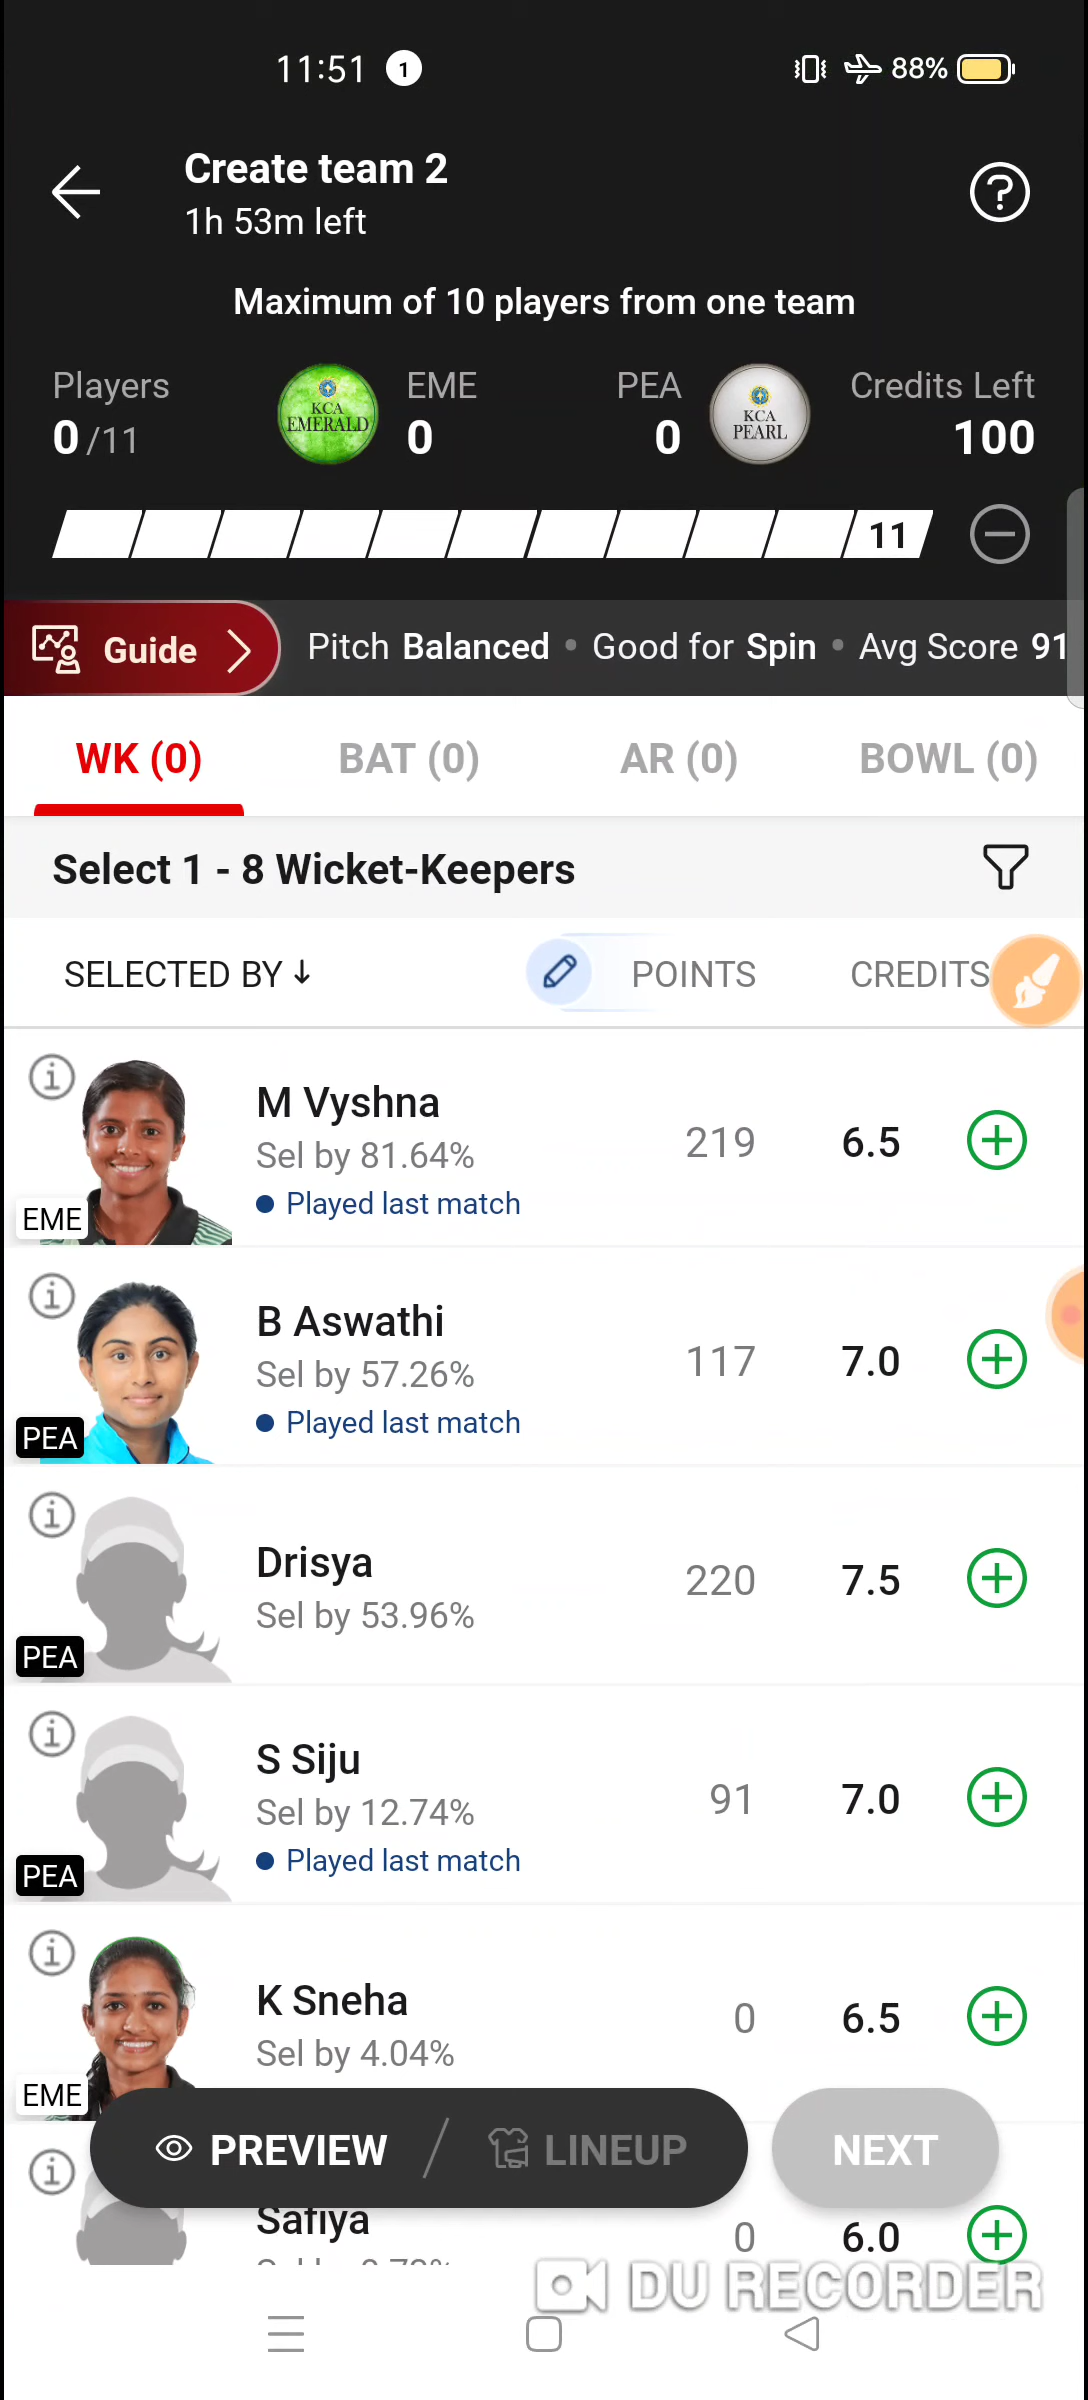 11:51 1 88%
Create team 2
1h 53m left
Maximum of 10 players from one team
Players EME PEA Credits Left
0/11 KCA EMERALD 0 0 KCA PEARL 100
11
Guide Pitch Balanced • Good for Spin • Avg Score 91
WK (0) BAT (0) AR (0) BOWL (0)
Select 1 - 8 Wicket-Keepers
SELECTED BY ↓ POINTS CREDITS
M Vyshna
Sel by 81.64% 219 6.5
Played last match
EME
B Aswathi
Sel by 57.26% 117 7.0
Played last match
PEA
Drisya
Sel by 53.96% 220 7.5
PEA
S Siju
Sel by 12.74% 91 7.0
Played last match
PEA
K Sneha
Sel by 4.04% 0 6.5
EME
PREVIEW LINEUP NEXT
Safiya 0 6.0
DU RECORDER